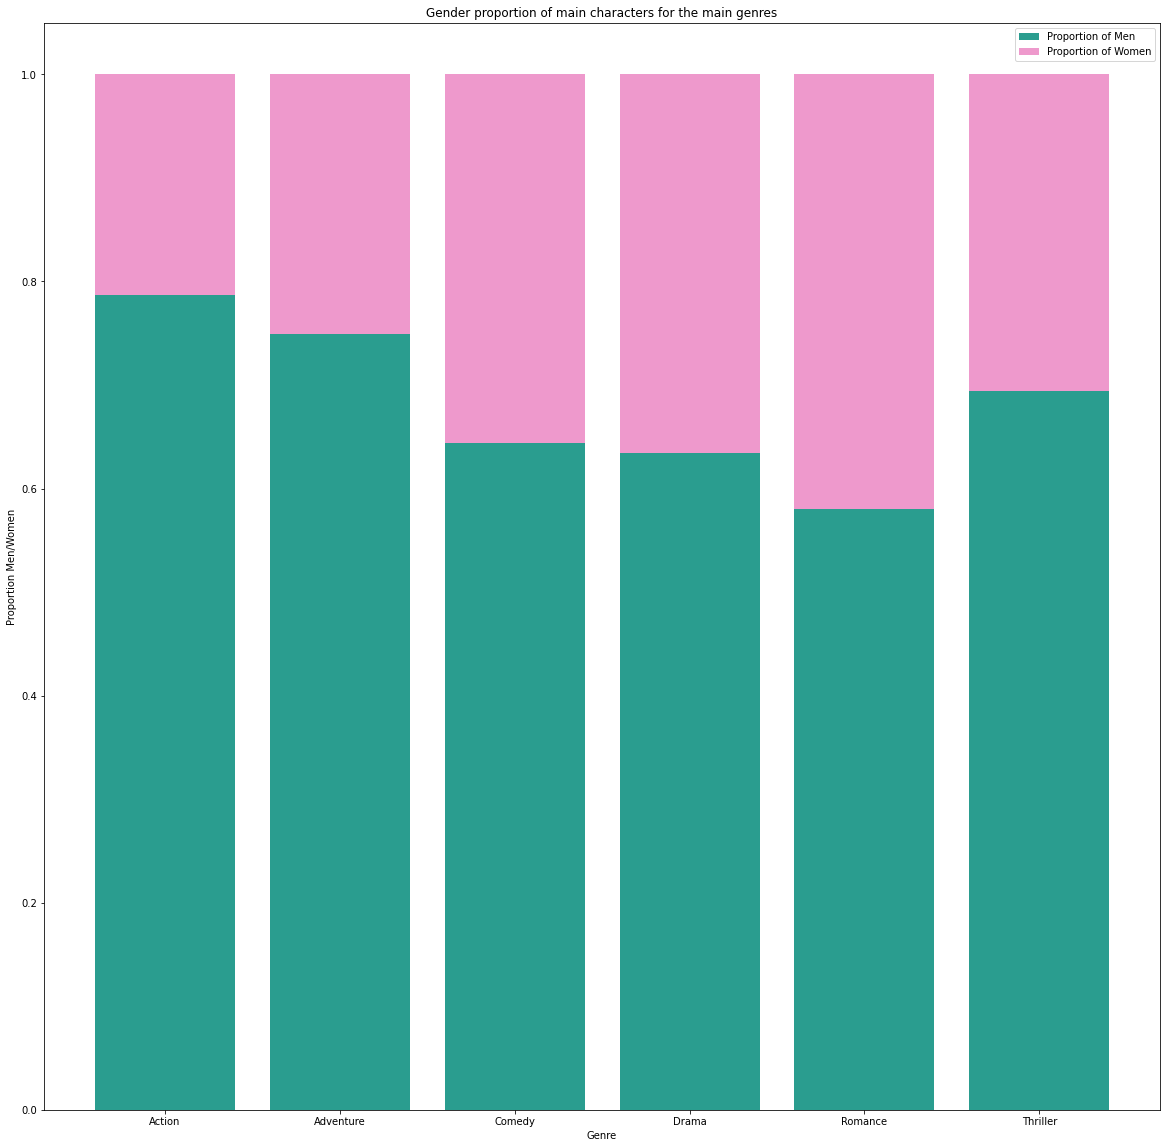 Gender proportion of main characters for the main genres
Proportion of Men
Proportion of Women
Proportion Men/Women
1.0
0.8
0.6
0.4
0.2
0.0
Action
Adventure
Comedy
Drama
Romance
Thriller
Genre